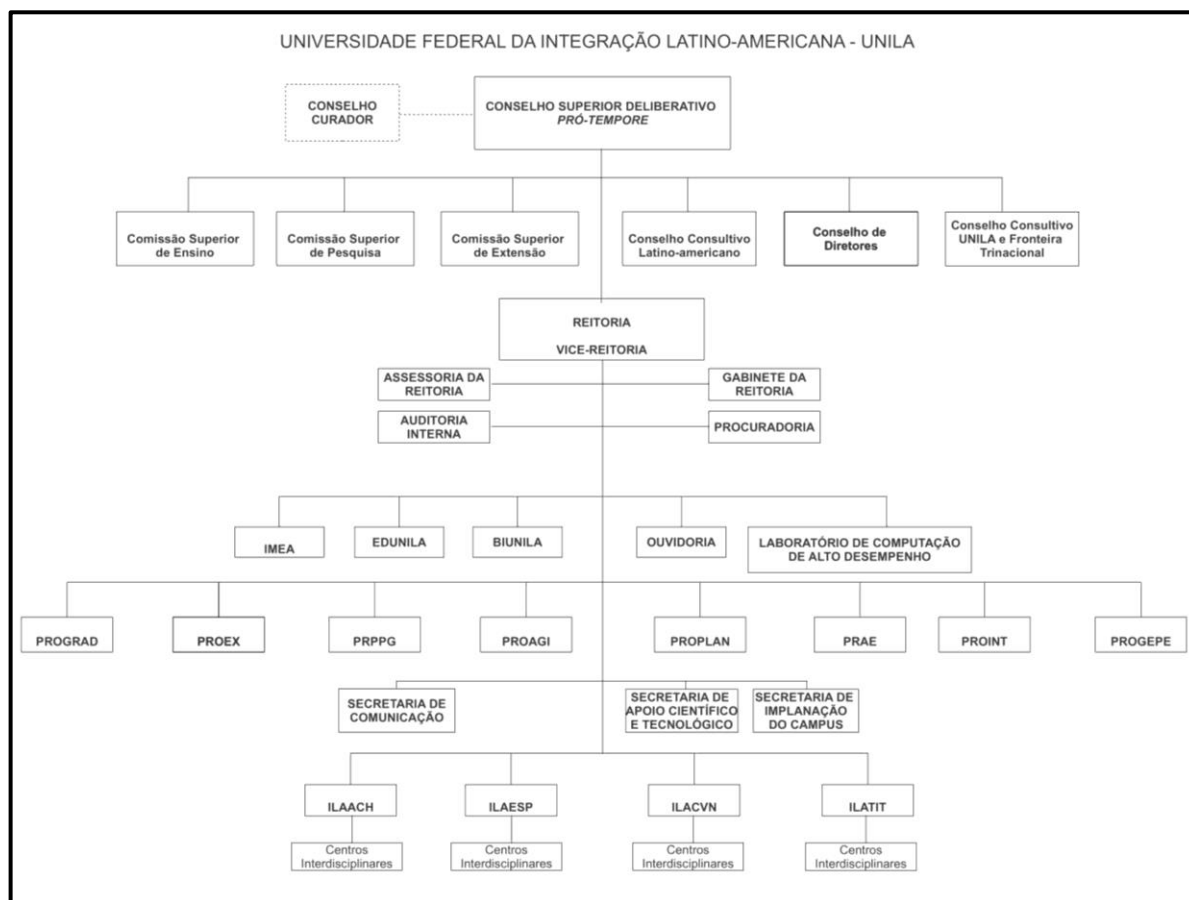 UNIVERSIDADE FEDERAL DA INTEGRAÇÃO LATINO-AMERICANA - UNILA
CONSELHO
CURADOR
CONSELHO SUPERIOR DELIBERATIVO
PRÓ-TEMPORE
Comissão Superior
de Ensino
Comissão Superior
de Pesquisa
Comissão Superior
de Extensão
Conselho Consultivo
Latino-americano
Conselho de
Diretores
Conselho Consultivo
UNILA e Fronteira
Trinacional
REITORIA
VICE-REITORIA
ASSESSORIA DA
REITORIA
GABINETE DA
REITORIA
AUDITORIA
INTERNA
PROCURADORIA
IMEA
EDUNILA
BIUNILA
OUVIDORIA
LABORATÓRIO DE COMPUTAÇÃO
DE ALTO DESEMPENHO
PROGRAD
PROEX
PRPPG
PROAGI
PROPLAN
PRAE
PROINT
PROGEPE
SECRETARIA DE
COMUNICAÇÃO
SECRETARIA DE
APOIO CIENTÍFICO
E TECNOLÓGICO
SECRETARIA DE
IMPLANAÇÃO
DO CAMPUS
ILAACH
ILAESP
ILACVN
ILATIT
Centros
Interdisciplinares
Centros
Interdisciplinares
Centros
Interdisciplinares
Centros
Interdisciplinares